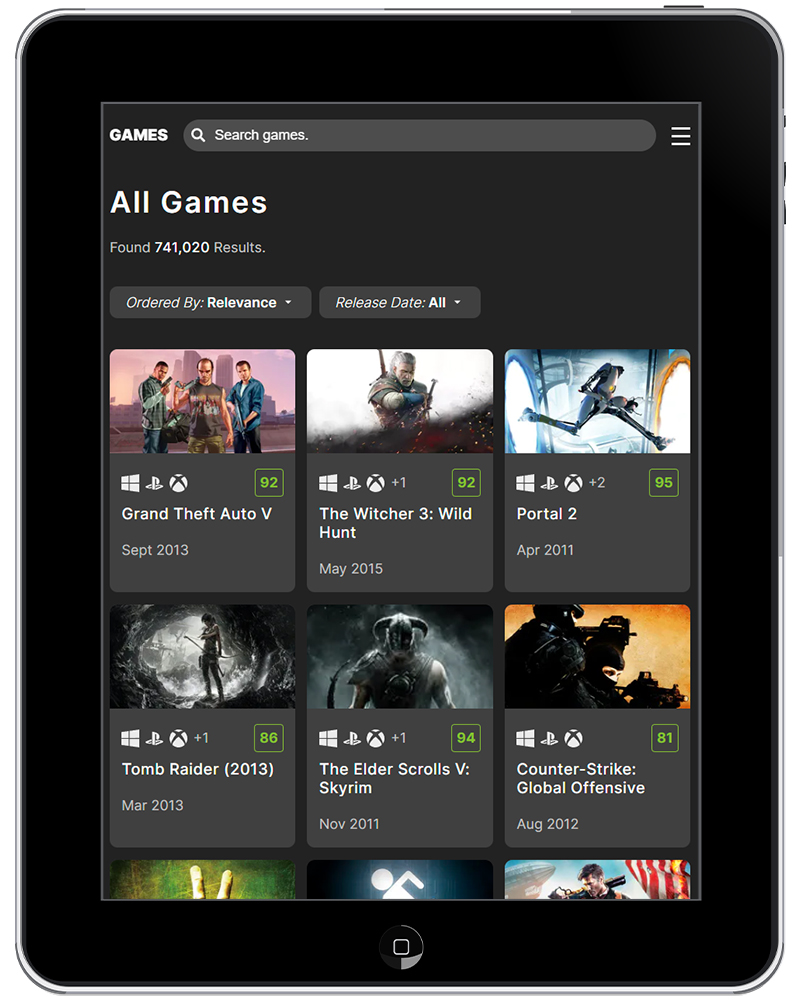 GAMES
Search games.
All Games
Found 741,020 Results.
Ordered By: Relevance
Release Date: All
92
Grand Theft Auto V
Sept 2013
+1
92
The Witcher 3: Wild
Hunt
May 2015
+2
95
Portal 2
Apr 2011
+1
86
Tomb Raider (2013)
Mar 2013
+1
94
The Elder Scrolls V:
Skyrim
Nov 2011
81
Counter-Strike:
Global Offensive
Aug 2012